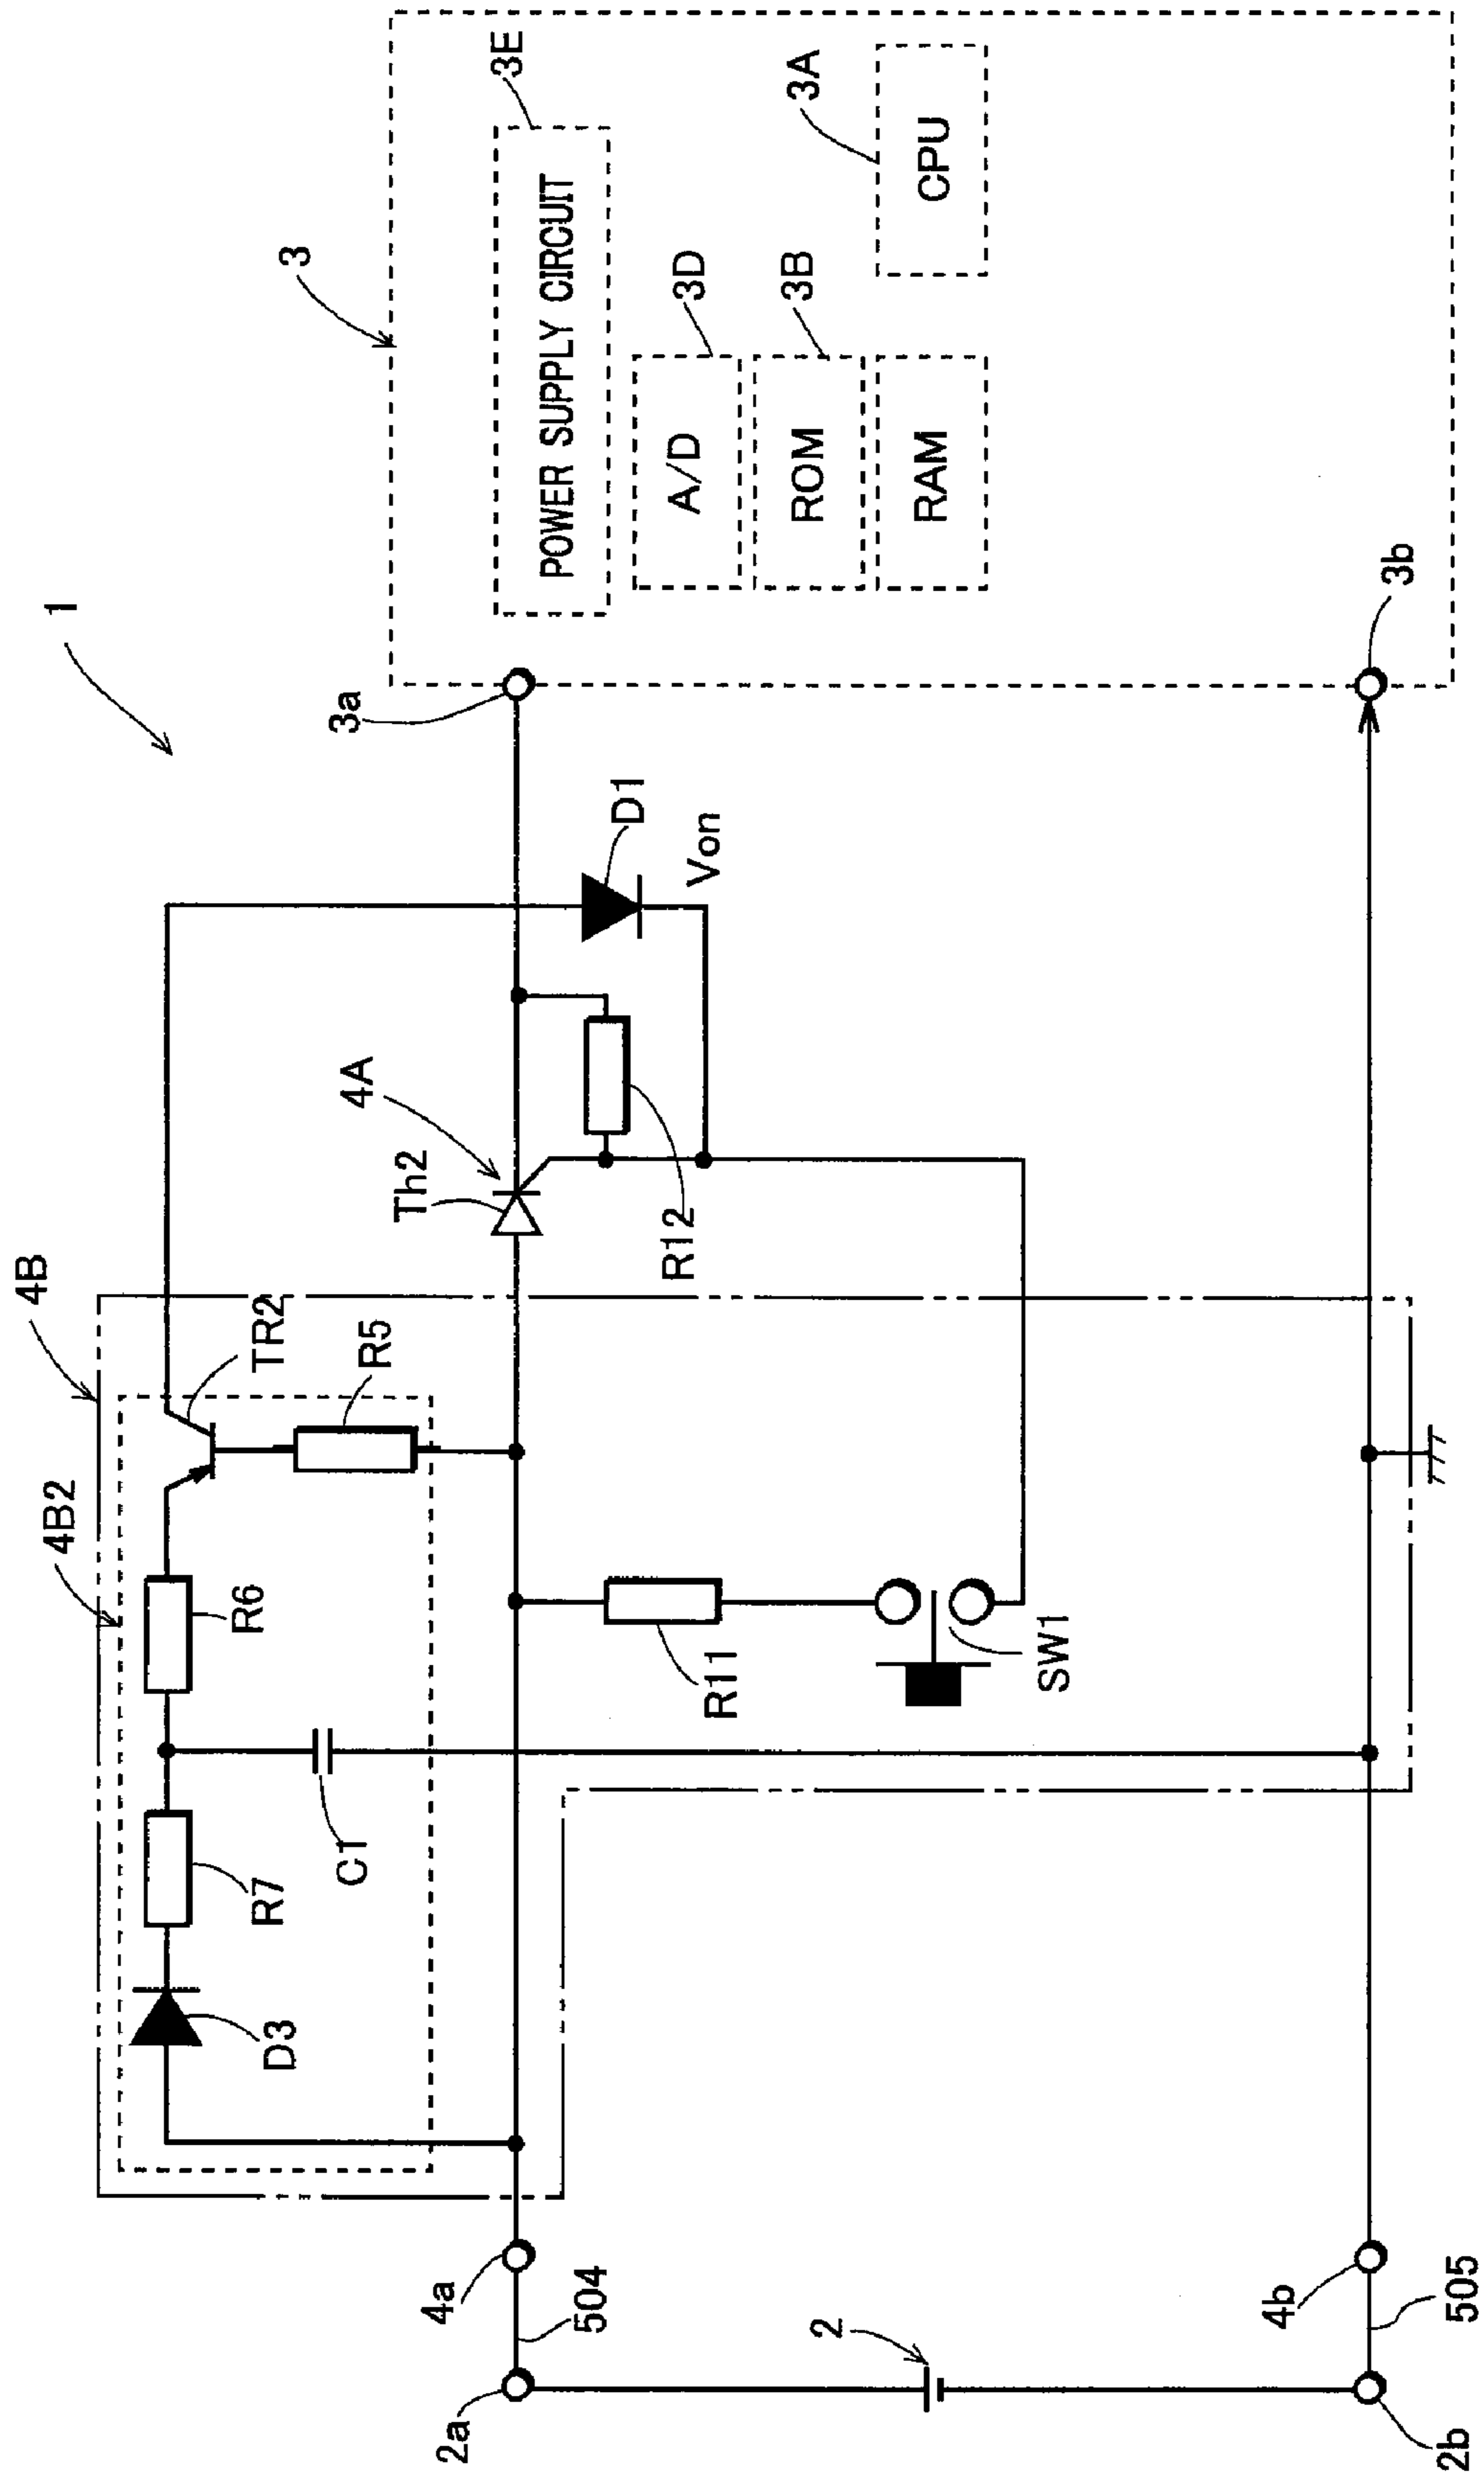 1
3
3E
POWER SUPPLY CIRCUIT
3A
CPU
3D
A/D
3B
ROM
RAM
3a
3b
D1
Von
4A
Th2
R12
4B
TR2
R5
4B2
R6
R11
SW1
R7
C1
D3
4a
504
2a
2
4b
505
2b